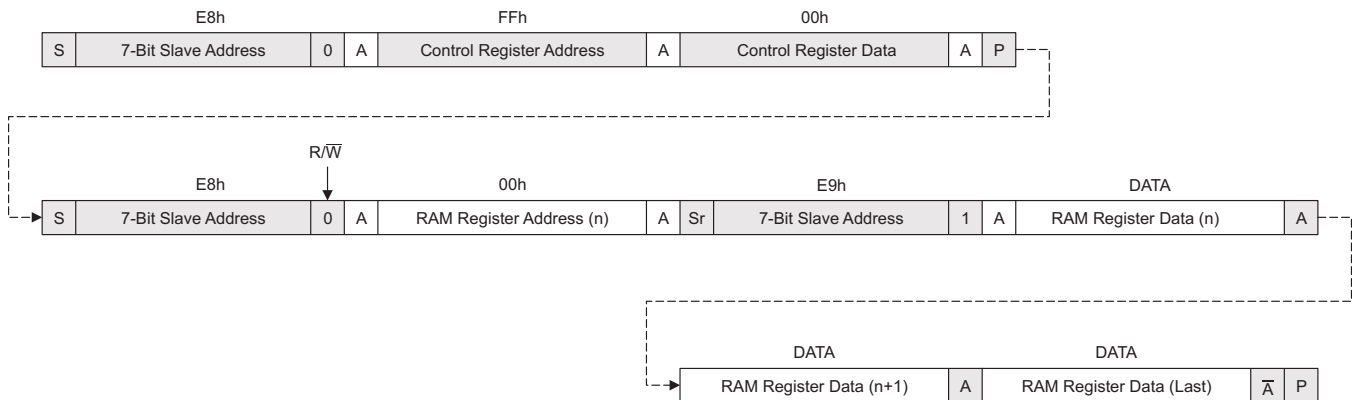 E8h FFh 00h
S 7-Bit Slave Address 0 A Control Register Address A Control Register Data A P
R/W̅
E8h 00h E9h DATA
S 7-Bit Slave Address 0 A RAM Register Address (n) A Sr 7-Bit Slave Address 1 A RAM Register Data (n) A
DATA DATA
RAM Register Data (n+1) A RAM Register Data (Last) A̅ P